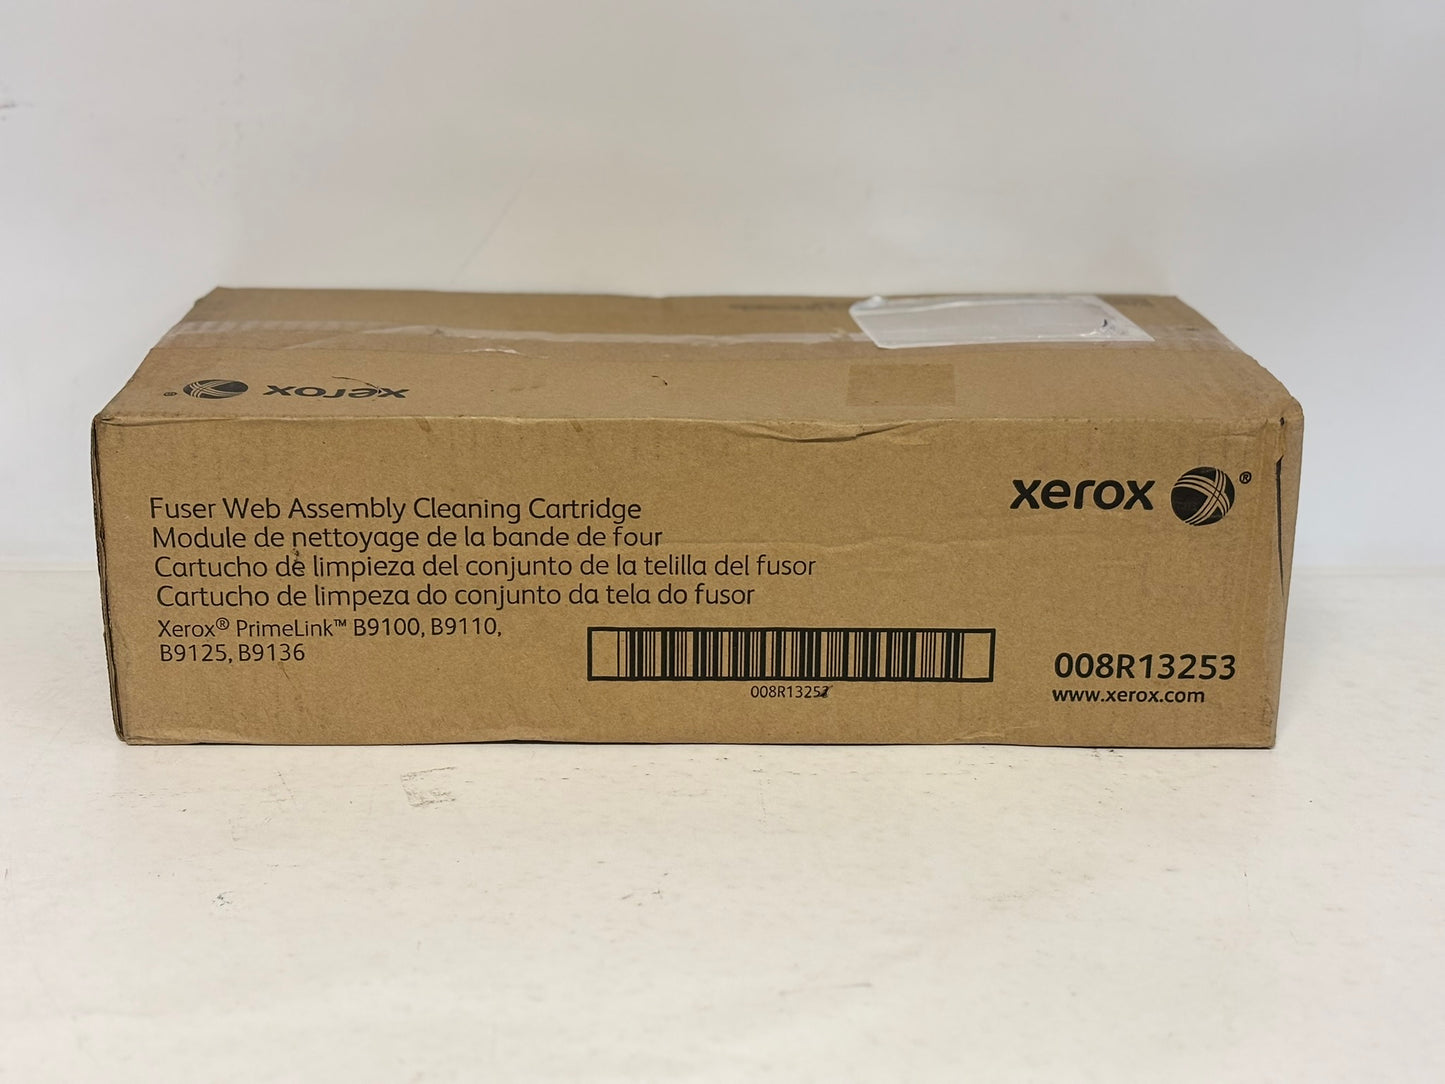 xerox ®
Fuser Web Assembly Cleaning Cartridge
Module de nettoyage de la bande de four
Cartucho de limpieza del conjunto de la telilla del fusor
Cartucho de limpeza do conjunto da tela do fusor
Xerox® PrimeLink™ B9100, B9110,
B9125, B9136
xerox ®
008R13253
008R13253
www.xerox.com